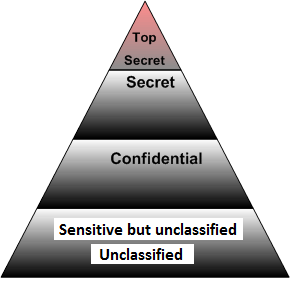 Top
Secret
Secret
Confidential
Sensitive but unclassified
Unclassified